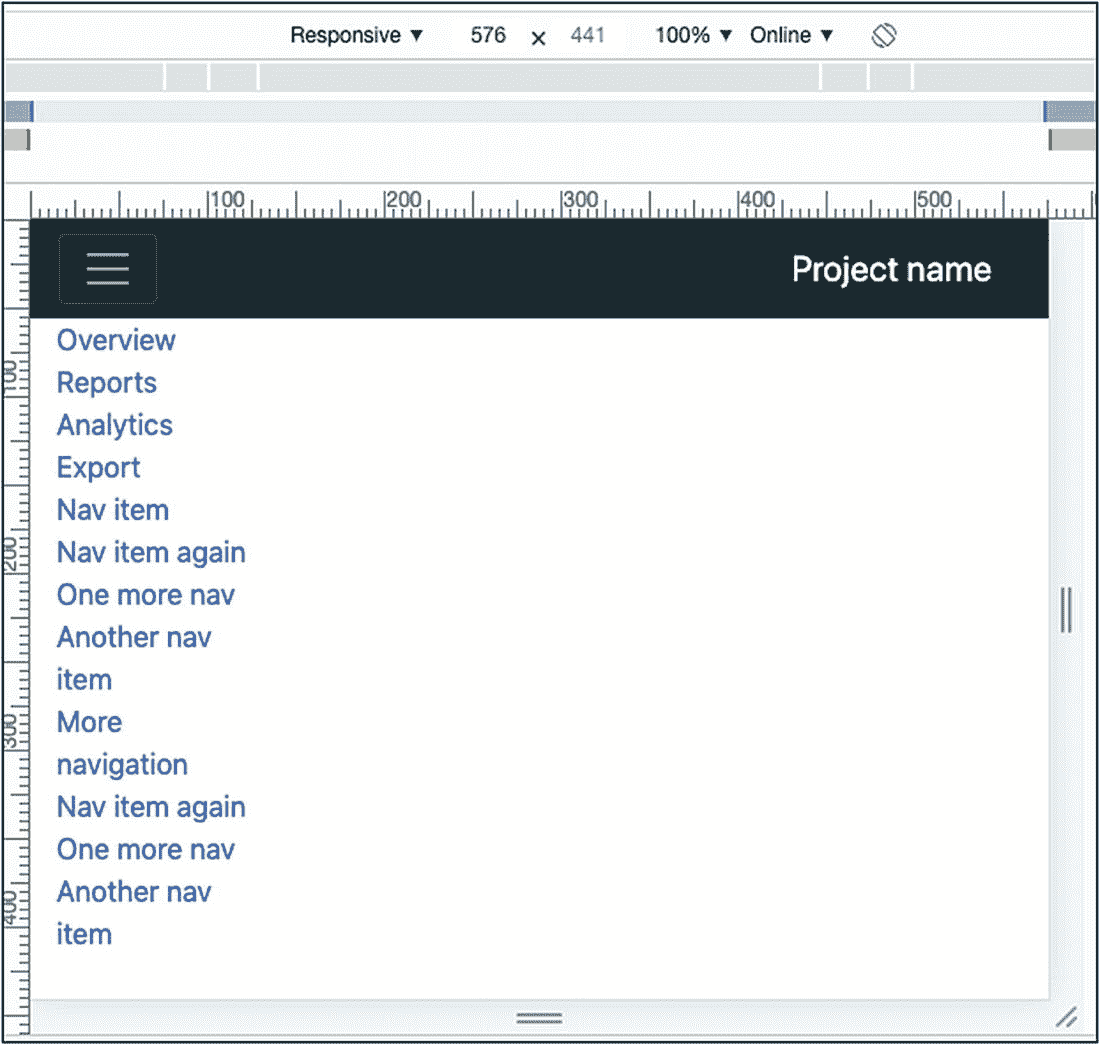 Responsive ▼ 576 × 441 100% ▼ Online ▼
100 200 300 400 500
Project name
Overview
Reports
Analytics
Export
Nav item
Nav item again
One more nav
Another nav
item
More
navigation
Nav item again
One more nav
Another nav
item
100
200
300
400